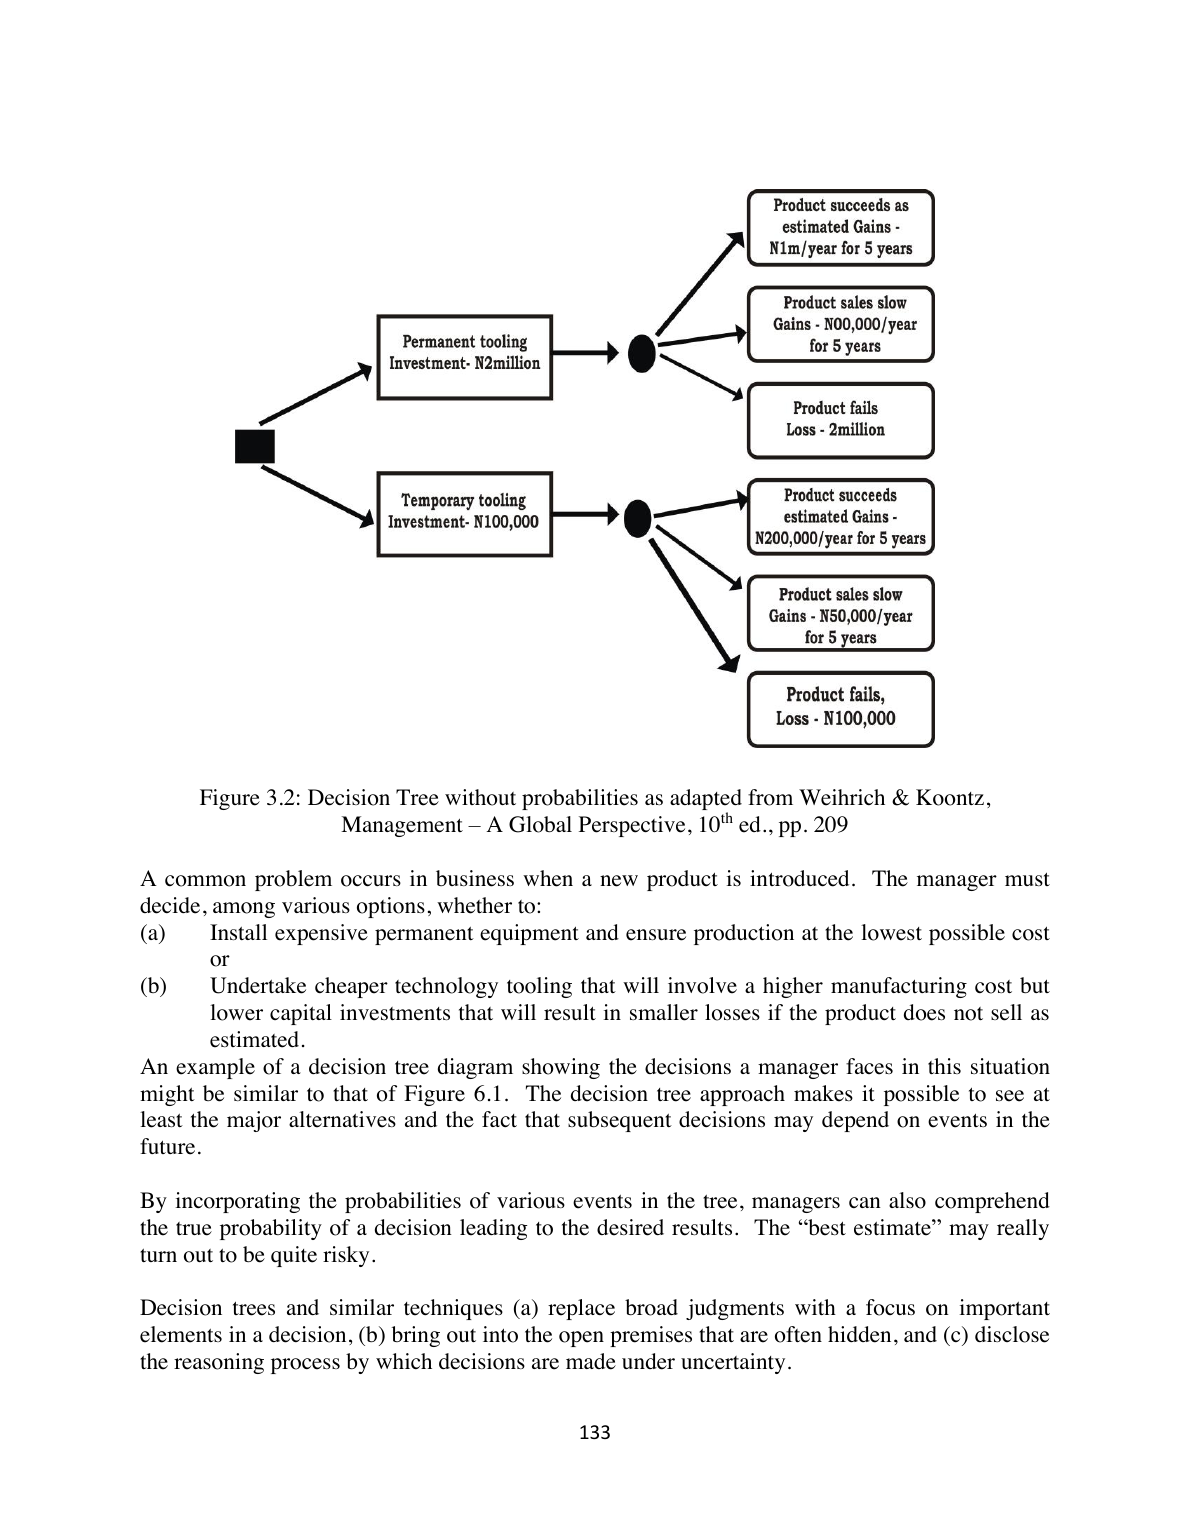 Product succeeds as
estimated Gains -
N1m/year for 5 years
Product sales slow
Gains - N00,000/year
for 5 years
Permanent tooling
Investment- N2million
Product fails
Loss - 2million
Temporary tooling
Investment- N100,000
Product succeeds
estimated Gains -
N200,000/year for 5 years
Product sales slow
Gains - N50,000/year
for 5 years
Product fails,
Loss - N100,000
Figure 3.2: Decision Tree without probabilities as adapted from Weihrich & Koontz,
Management – A Global Perspective, 10th ed., pp. 209
A common problem occurs in business when a new product is introduced. The manager must
decide, among various options, whether to:
(a) Install expensive permanent equipment and ensure production at the lowest possible cost
or
(b) Undertake cheaper technology tooling that will involve a higher manufacturing cost but
lower capital investments that will result in smaller losses if the product does not sell as
estimated.
An example of a decision tree diagram showing the decisions a manager faces in this situation
might be similar to that of Figure 6.1. The decision tree approach makes it possible to see at
least the major alternatives and the fact that subsequent decisions may depend on events in the
future.
By incorporating the probabilities of various events in the tree, managers can also comprehend
the true probability of a decision leading to the desired results. The “best estimate” may really
turn out to be quite risky.
Decision trees and similar techniques (a) replace broad judgments with a focus on important
elements in a decision, (b) bring out into the open premises that are often hidden, and (c) disclose
the reasoning process by which decisions are made under uncertainty.
133